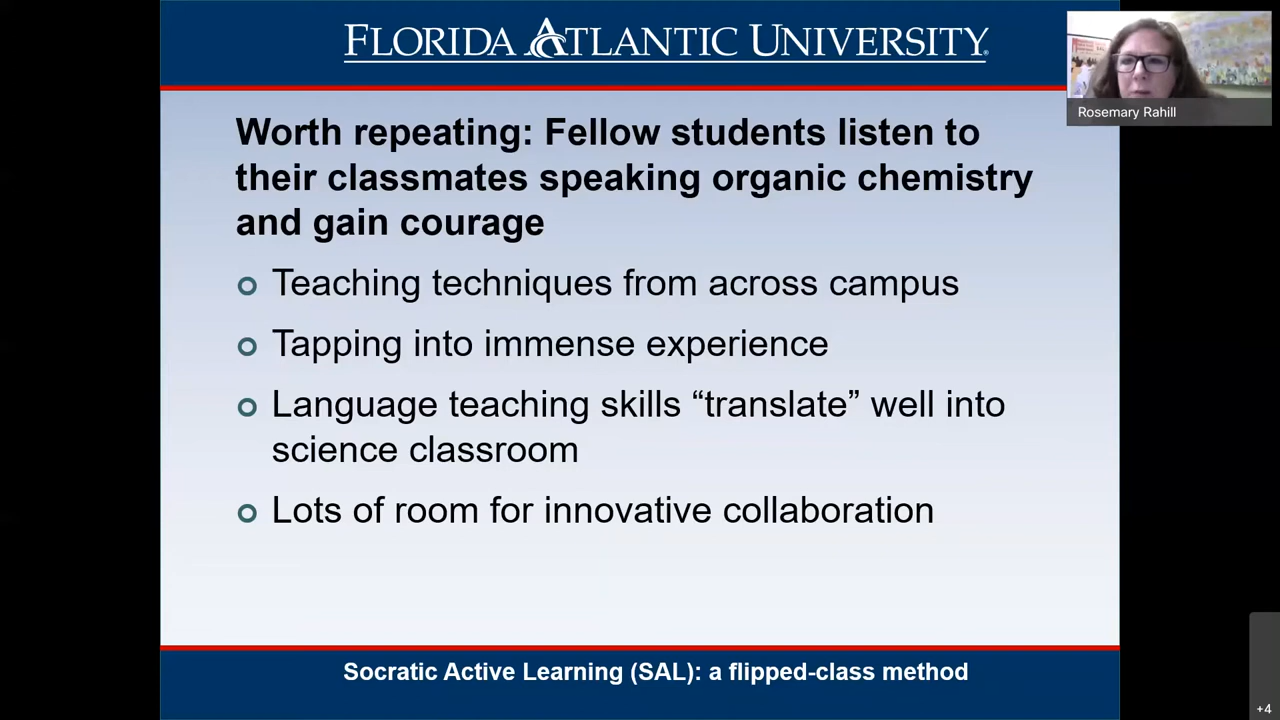 FLORIDA ATLANTIC UNIVERSITY®
Rosemary Rahill
Worth repeating: Fellow students listen to
their classmates speaking organic chemistry
and gain courage
Teaching techniques from across campus
Tapping into immense experience
Language teaching skills “translate” well into
science classroom
Lots of room for innovative collaboration
Socratic Active Learning (SAL): a flipped-class method
+4